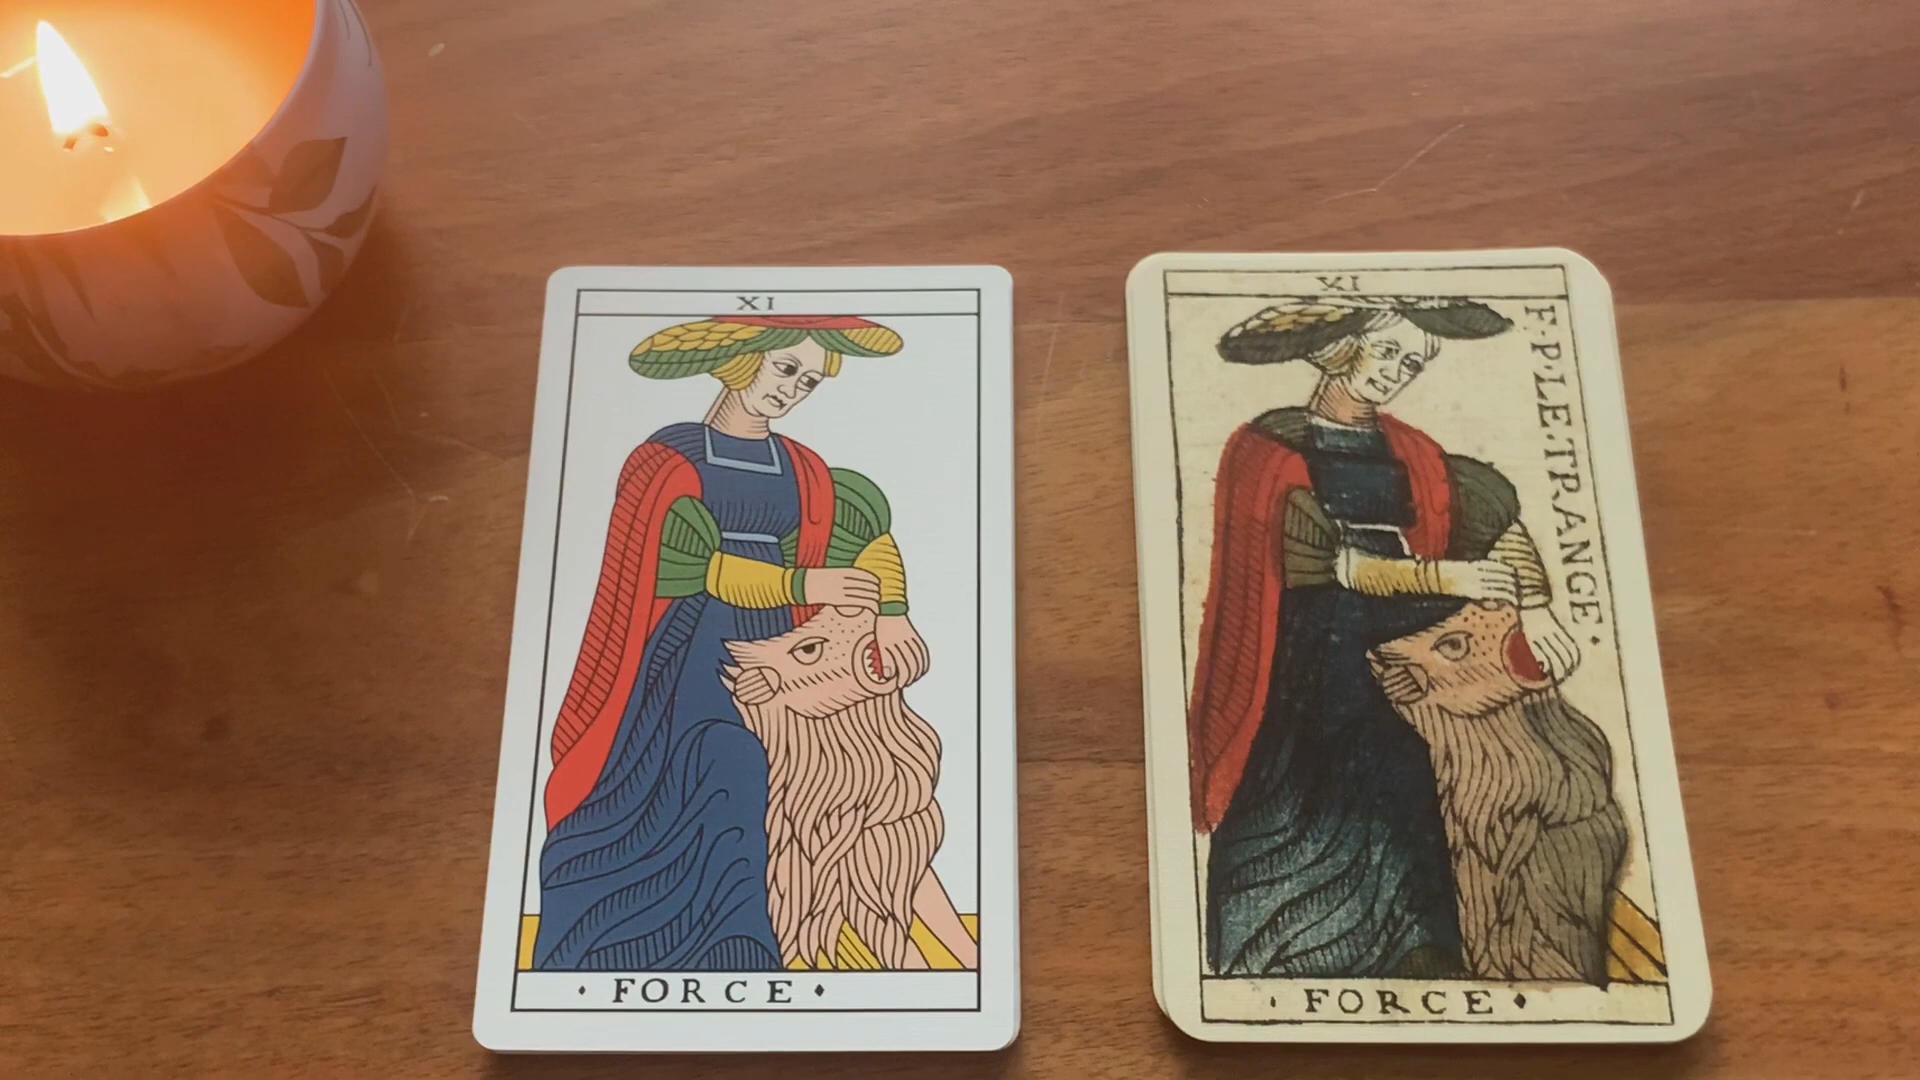 XI
· FORCE ·
XI
F·P·LE·TRANGE·
· FORCE ·